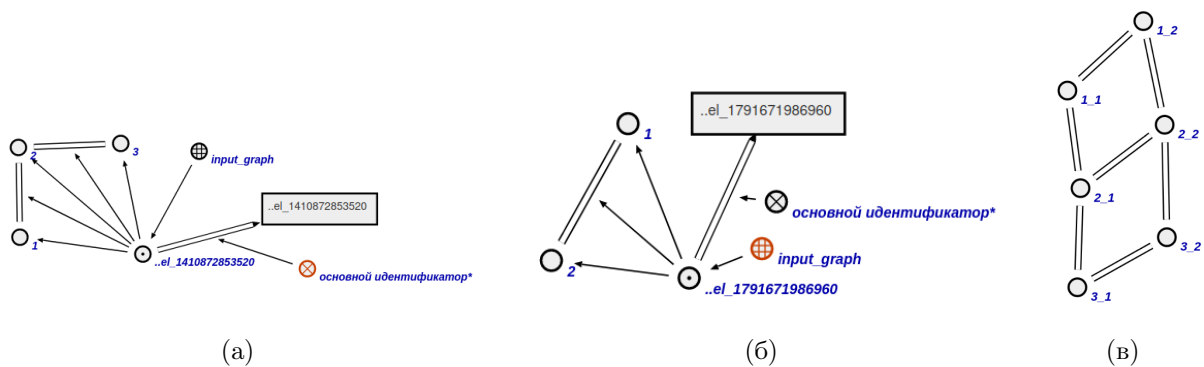 2
3
input_graph
..el_1410872853520
1
..el_1410872853520
основной идентификатор*
(а)
1
..el_1791671986960
основной идентификатор*
input_graph
2
..el_1791671986960
(б)
1_2
1_1
2_2
2_1
3_2
3_1
(в)